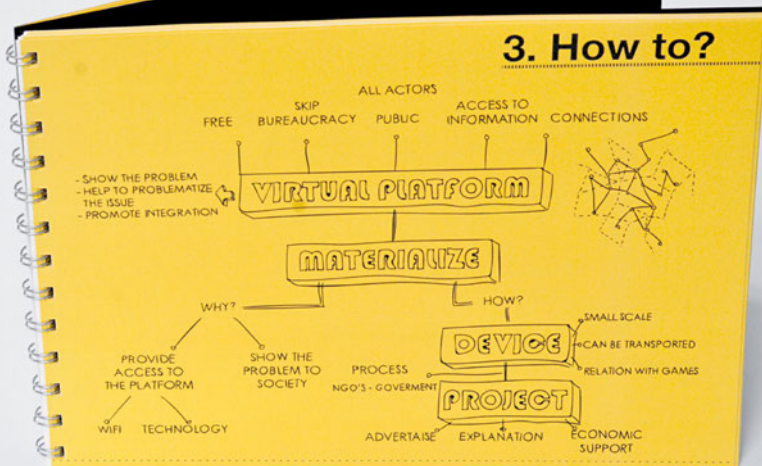 3. How to?
ALL ACTORS
FREE
SKIP
BUREAUCRACY
PUBLIC
ACCESS TO
INFORMATION
CONNECTIONS
- SHOW THE PROBLEM
- HELP TO PROBLEMATIZE
THE ISSUE
- PROMOTE INTEGRATION
VIRTUAL PLATFORM
MATERIALIZE
WHY?
HOW?
PROVIDE
ACCESS TO
THE PLATFORM
SHOW THE
PROBLEM TO
SOCIETY
WIFI
TECHNOLOGY
DEVICE
SMALL SCALE
CAN BE TRANSPORTED
RELATION WITH GAMES
PROCESS
NGO'S - GOVERMENT
PROJECT
ADVERTAISE
EXPLANATION
ECONOMIC
SUPPORT